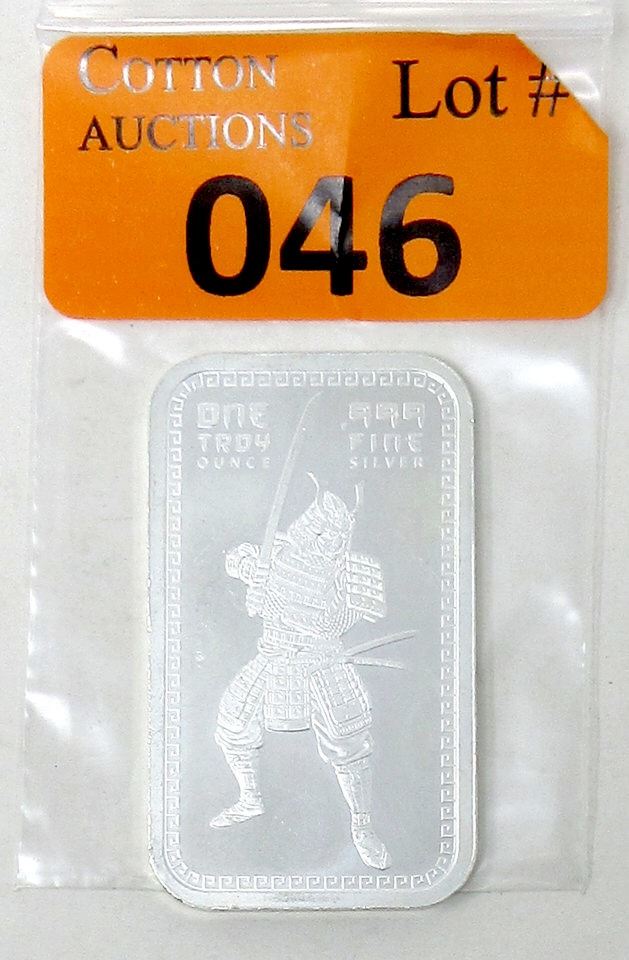 COTTON
AUCTIONS
Lot #
046
ONE
TROY
OUNCE
.999
FINE
SILVER